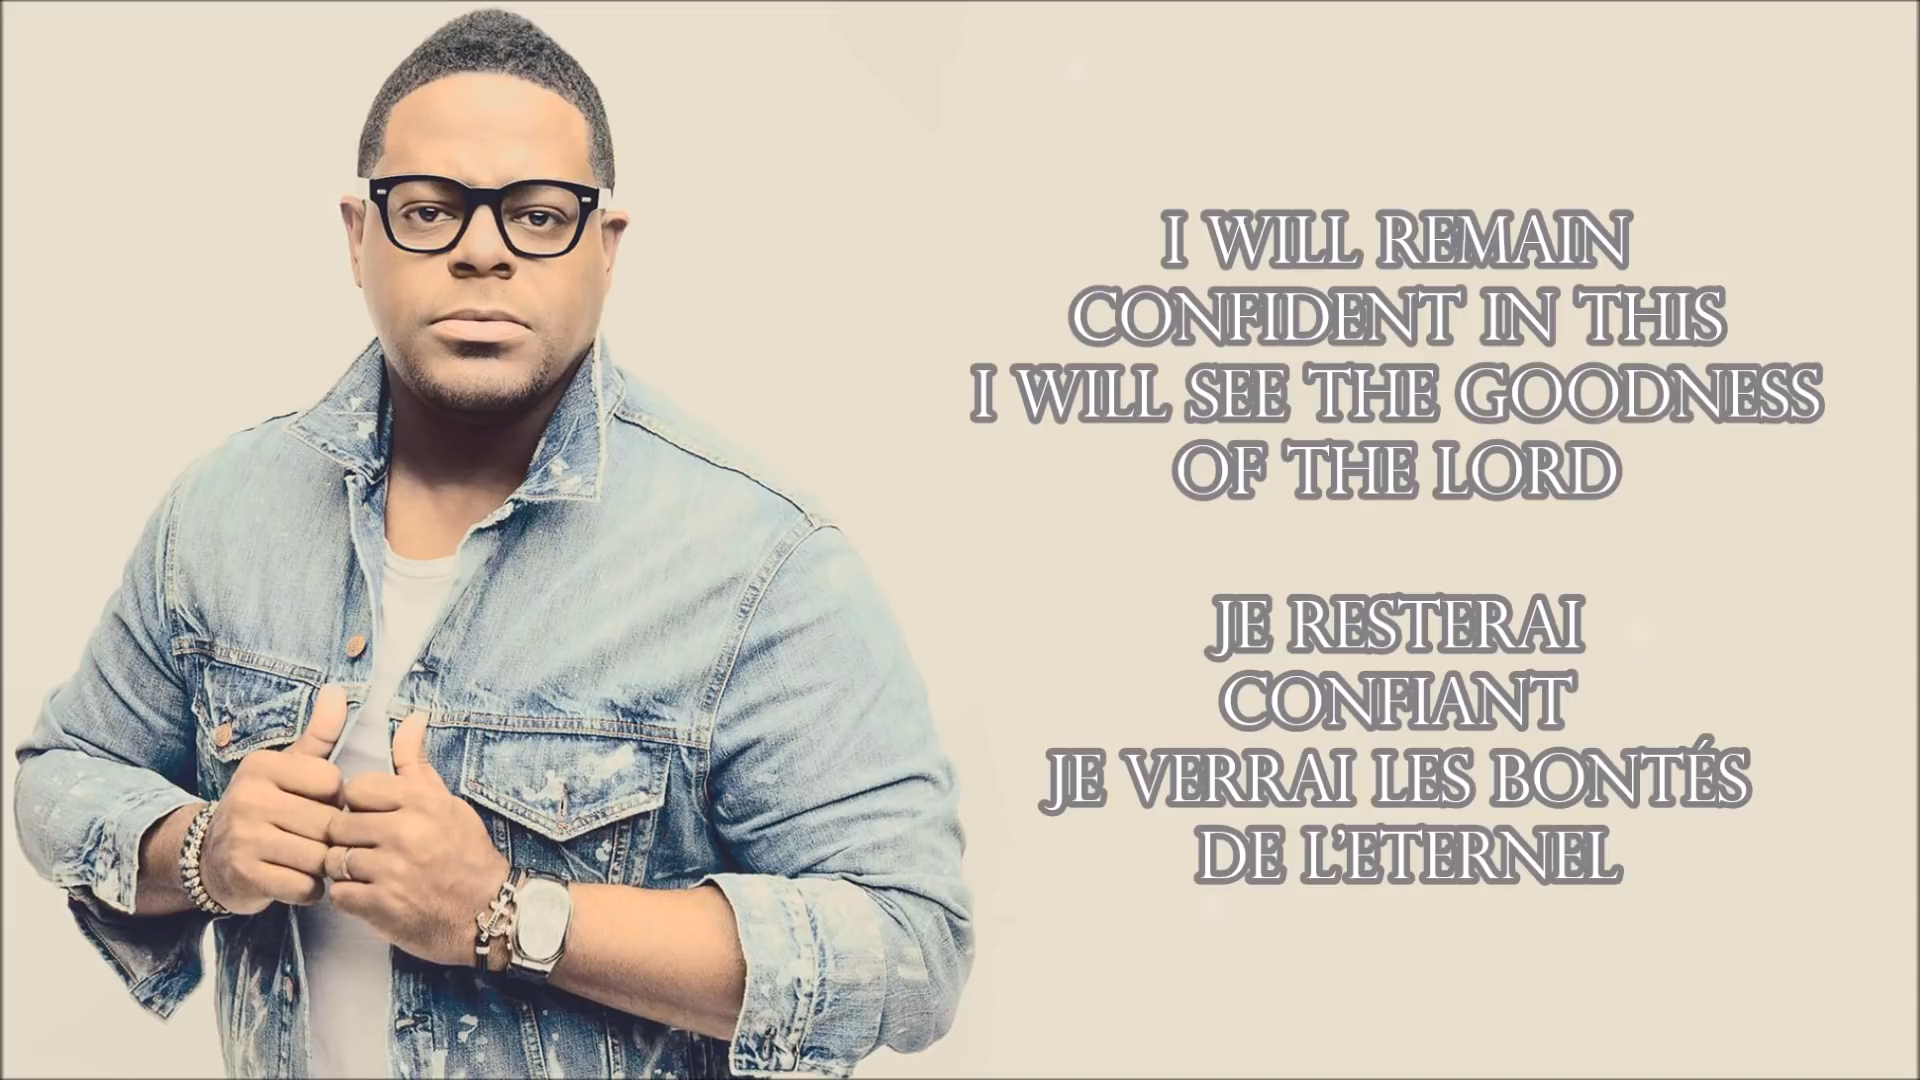 I WILL REMAIN
CONFIDENT IN THIS
I WILL SEE THE GOODNESS
OF THE LORD
JE RESTERAI
CONFIANT
JE VERRAI LES BONTÉS
DE L'ETERNEL